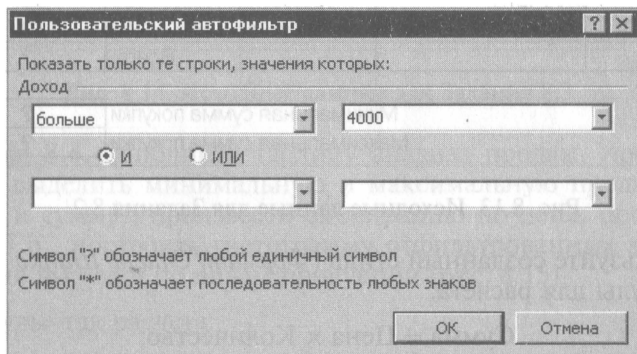 Пользовательский автофильтр
Показать только те строки, значения которых:
Доход
больше 4000
И ИЛИ
Символ "?" обозначает любой единичный символ
Символ "*" обозначает последовательность любых знаков
ОК Отмена